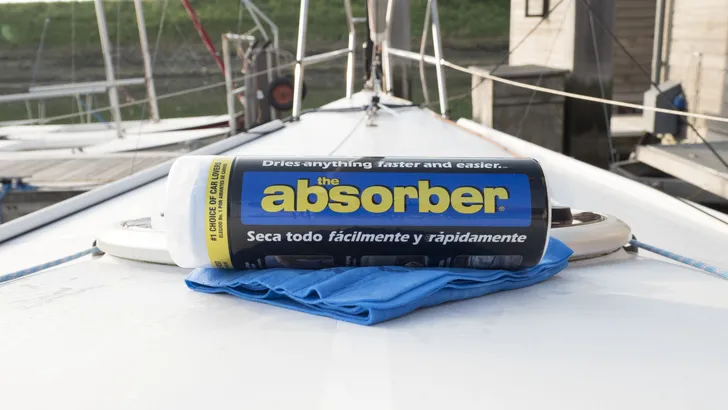 Dries anything faster and easier...
the
absorber®
Seca todo fácilmente y rápidamente
#1 CHOICE OF CAR LOVERS